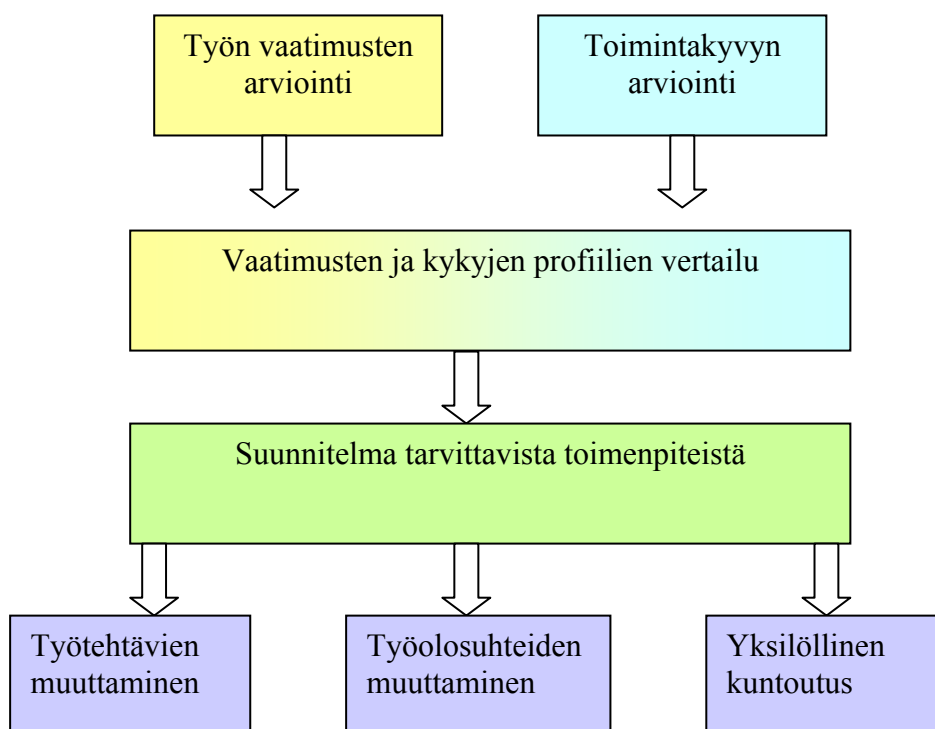 Työn vaatimusten
arviointi
Toimintakyvyn
arviointi
Vaatimusten ja kykyjen profiilien vertailu
Suunnitelma tarvittavista toimenpiteistä
Työtehtävien
muuttaminen
Työolosuhteiden
muuttaminen
Yksilöllinen
kuntoutus